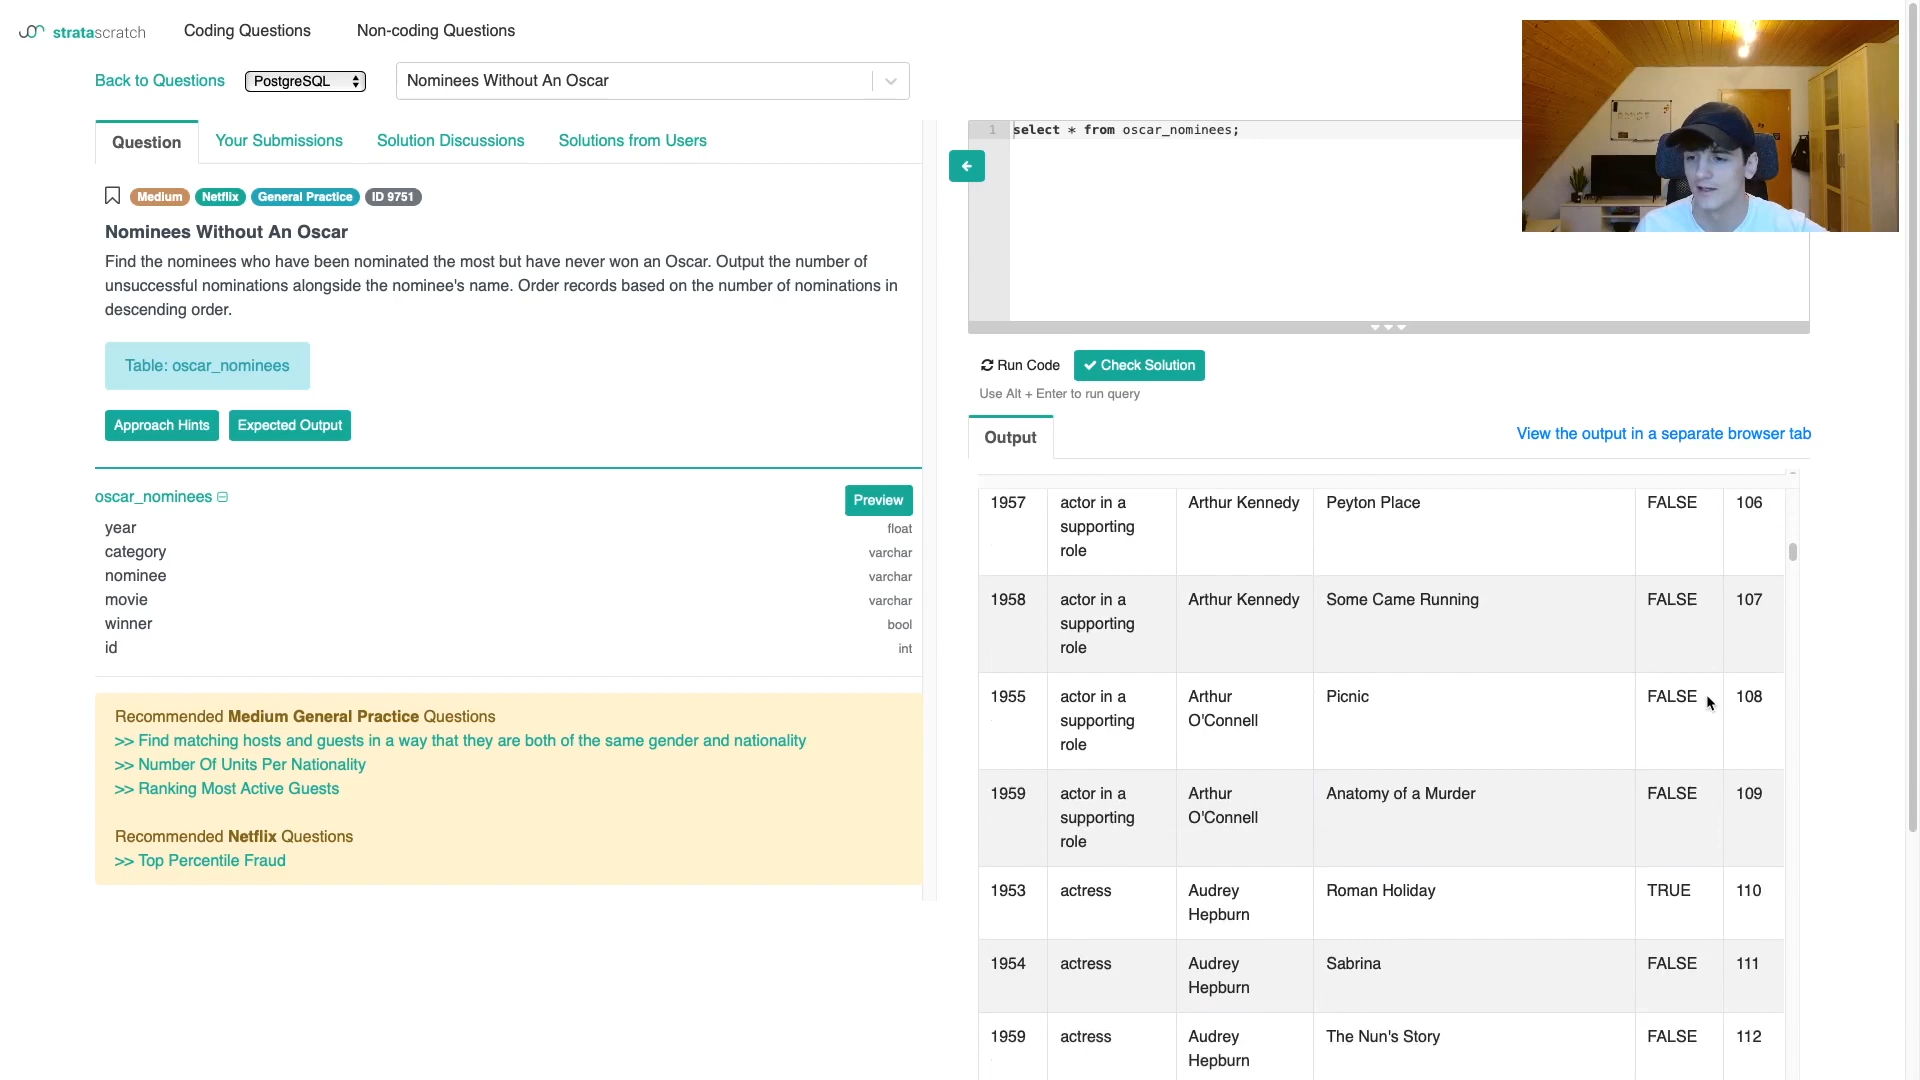 stratascratch
Coding Questions
Non-coding Questions
Back to Questions
PostgreSQL
Nominees Without An Oscar
Question
Your Submissions
Solution Discussions
Solutions from Users
Medium
Netflix
General Practice
ID 9751
Nominees Without An Oscar
Find the nominees who have been nominated the most but have never won an Oscar. Output the number of
unsuccessful nominations alongside the nominee's name. Order records based on the number of nominations in
descending order.
Table: oscar_nominees
Approach Hints
Expected Output
oscar_nominees
Preview
year float
category varchar
nominee varchar
movie varchar
winner bool
id int
Recommended Medium General Practice Questions
>> Find matching hosts and guests in a way that they are both of the same gender and nationality
>> Number Of Units Per Nationality
>> Ranking Most Active Guests
Recommended Netflix Questions
>> Top Percentile Fraud
1 select * from oscar_nominees;
Run Code
Check Solution
Use Alt + Enter to run query
Output
View the output in a separate browser tab
1957 actor in a Arthur Kennedy Peyton Place FALSE 106
supporting
role
1958 actor in a Arthur Kennedy Some Came Running FALSE 107
supporting
role
1955 actor in a Arthur Picnic FALSE 108
supporting O'Connell
role
1959 actor in a Arthur Anatomy of a Murder FALSE 109
supporting O'Connell
role
1953 actress Audrey Roman Holiday TRUE 110
Hepburn
1954 actress Audrey Sabrina FALSE 111
Hepburn
1959 actress Audrey The Nun's Story FALSE 112
Hepburn